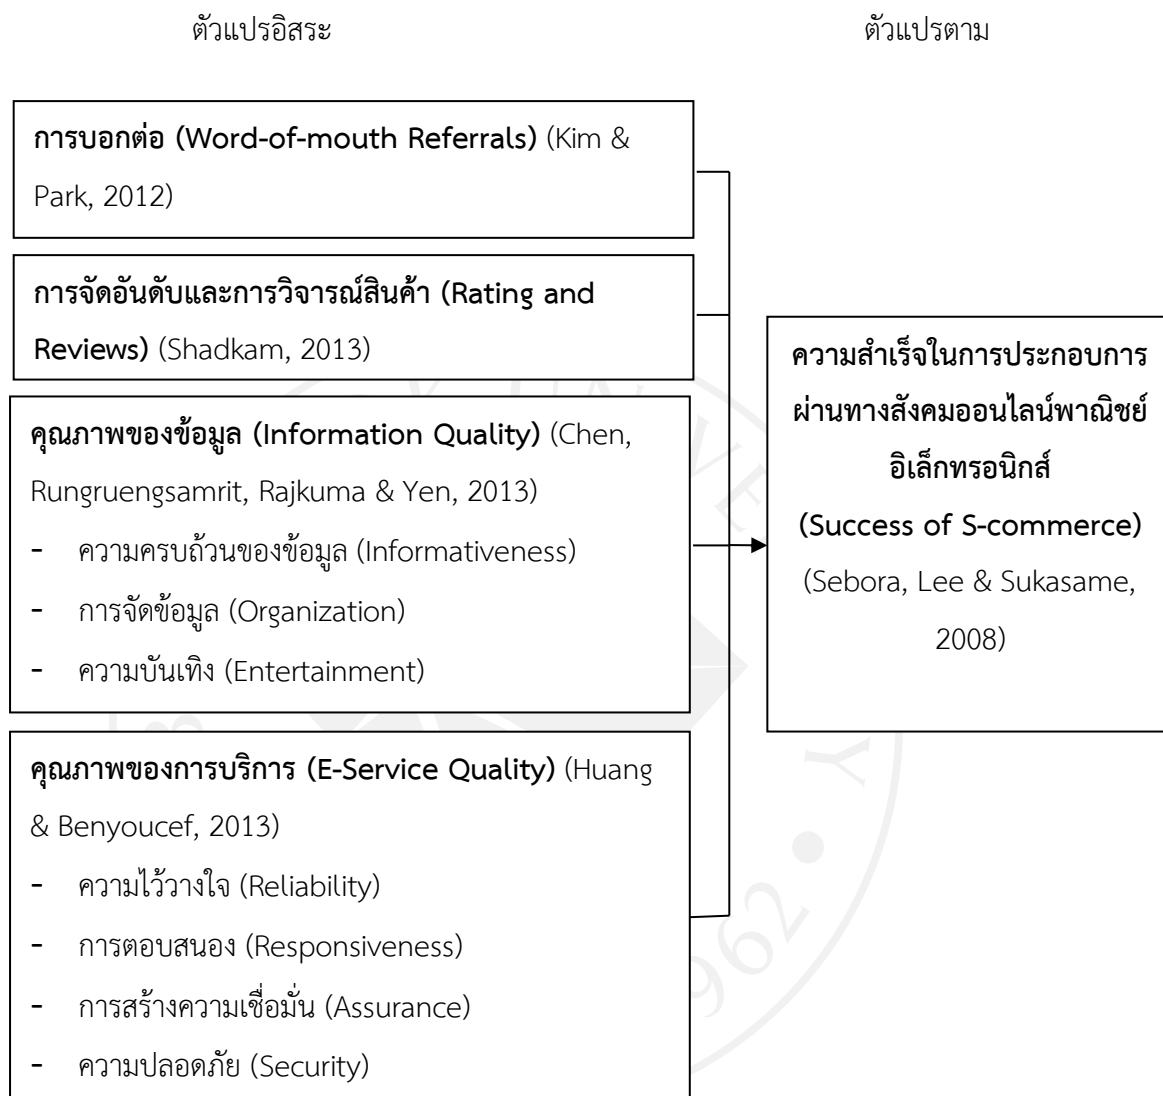 ตัวแปรอิสระ
ตัวแปรตาม
การบอกต่อ (Word-of-mouth Referrals) (Kim &
Park, 2012)
การจัดอันดับและการวิจารณ์สินค้า (Rating and
Reviews) (Shadkam, 2013)
คุณภาพของข้อมูล (Information Quality) (Chen,
Rungruengsamrit, Rajkuma & Yen, 2013)
- ความครบถ้วนของข้อมูล (Informativeness)
- การจัดข้อมูล (Organization)
- ความบันเทิง (Entertainment)
คุณภาพของการบริการ (E-Service Quality) (Huang
& Benyoucef, 2013)
- ความไว้วางใจ (Reliability)
- การตอบสนอง (Responsiveness)
- การสร้างความเชื่อมั่น (Assurance)
- ความปลอดภัย (Security)
ความสำเร็จในการประกอบการ
ผ่านทางสังคมออนไลน์พาณิชย์
อิเล็กทรอนิกส์
(Success of S-commerce)
(Sebora, Lee & Sukasame,
2008)